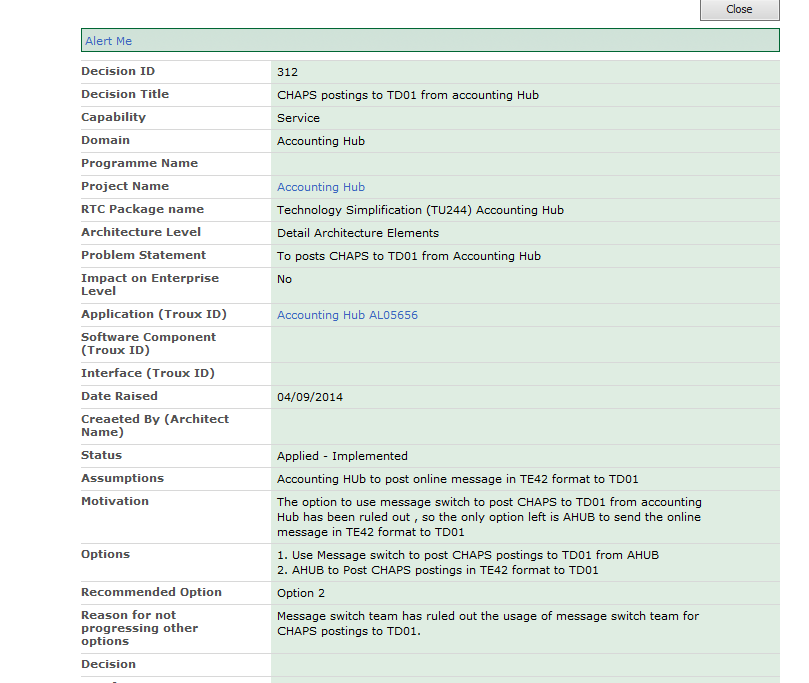 Close
Alert Me
Decision ID 312
Decision Title CHAPS postings to TD01 from accounting Hub
Capability Service
Domain Accounting Hub
Programme Name
Project Name Accounting Hub
RTC Package name Technology Simplification (TU244) Accounting Hub
Architecture Level Detail Architecture Elements
Problem Statement To posts CHAPS to TD01 from Accounting Hub
Impact on Enterprise No
Level
Application (Troux ID) Accounting Hub AL05656
Software Component
(Troux ID)
Interface (Troux ID)
Date Raised 04/09/2014
Creaeted By (Architect
Name)
Status Applied - Implemented
Assumptions Accounting HUb to post online message in TE42 format to TD01
Motivation The option to use message switch to post CHAPS to TD01 from accounting
Hub has been ruled out , so the only option left is AHUB to send the online
message in TE42 format to TD01
Options 1. Use Message switch to post CHAPS postings to TD01 from AHUB
2. AHUB to Post CHAPS postings in TE42 format to TD01
Recommended Option Option 2
Reason for not Message switch team has ruled out the usage of message switch team for
progressing other CHAPS postings to TD01.
options
Decision